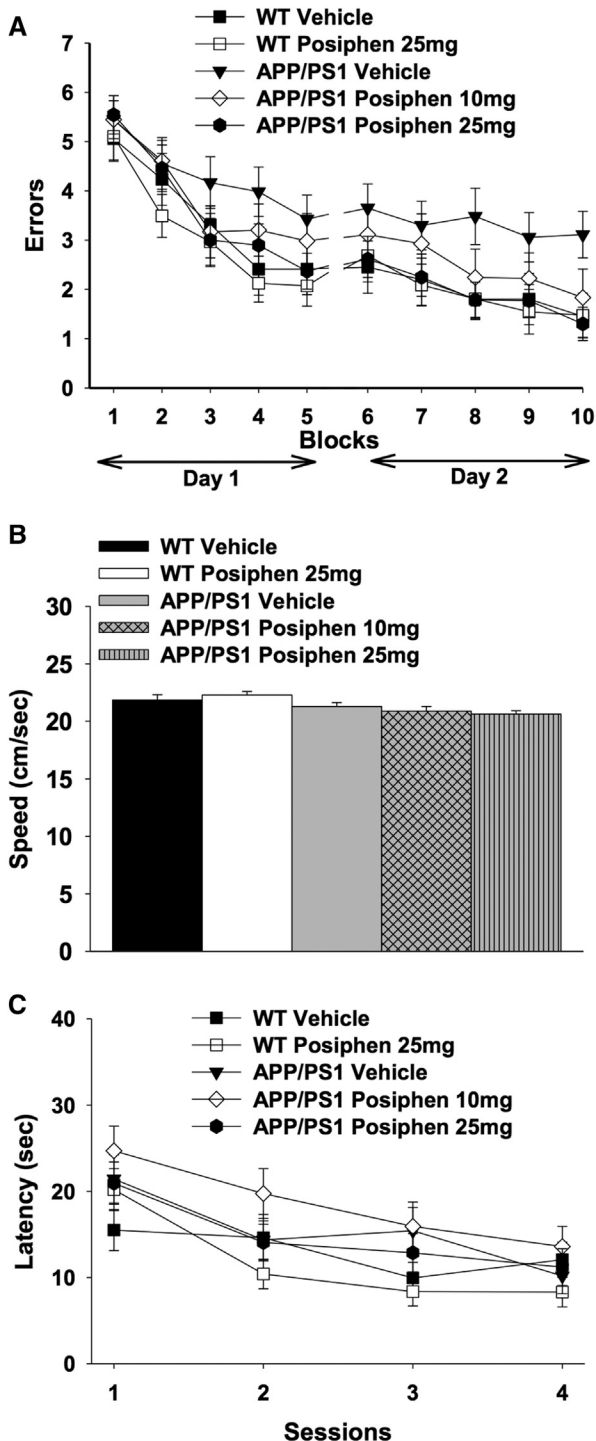 A
WT Vehicle
WT Posiphen 25mg
APP/PS1 Vehicle
APP/PS1 Posiphen 10mg
APP/PS1 Posiphen 25mg
7
6
5
4
3
2
1
0
Errors
1 2 3 4 5 6 7 8 9 10
Blocks
Day 1 Day 2
B
WT Vehicle
WT Posiphen 25mg
APP/PS1 Vehicle
APP/PS1 Posiphen 10mg
APP/PS1 Posiphen 25mg
30
25
20
15
10
5
0
Speed (cm/sec)
C
WT Vehicle
WT Posiphen 25mg
APP/PS1 Vehicle
APP/PS1 Posiphen 10mg
APP/PS1 Posiphen 25mg
40
30
20
10
0
Latency (sec)
1 2 3 4
Sessions